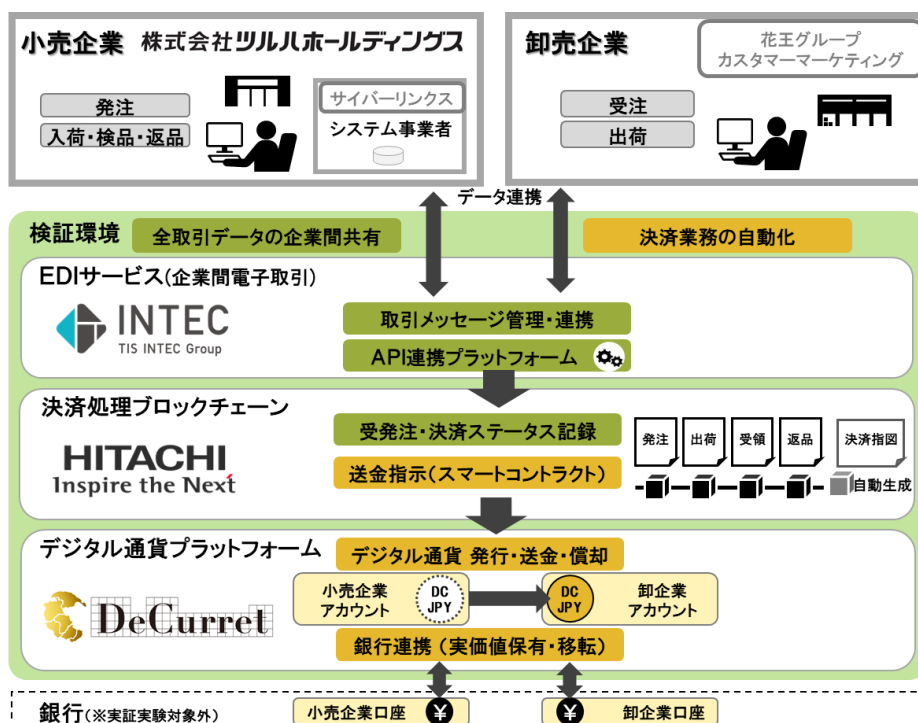 小売企業 株式会社ツルハホールディングス
発注
入荷・検品・返品
サイバーリンクス
システム事業者
卸売企業
花王グループ
カスタマーマーケティング
受注
出荷
データ連携
検証環境
全取引データの企業間共有
決済業務の自動化
EDIサービス(企業間電子取引)
INTEC
TIS INTEC Group
取引メッセージ管理・連携
API連携プラットフォーム
決済処理ブロックチェーン
HITACHI
Inspire the Next
受発注・決済ステータス記録
送金指示(スマートコントラクト)
発注
出荷
受領
返品
決済指図
自動生成
デジタル通貨プラットフォーム
デジタル通貨 発行・送金・償却
DeCurret
小売企業
アカウント
DC
JPY
DC
JPY
卸企業
アカウント
銀行連携 (実価値保有・移転)
銀行(※実証実験対象外)
小売企業口座
¥
¥
卸企業口座